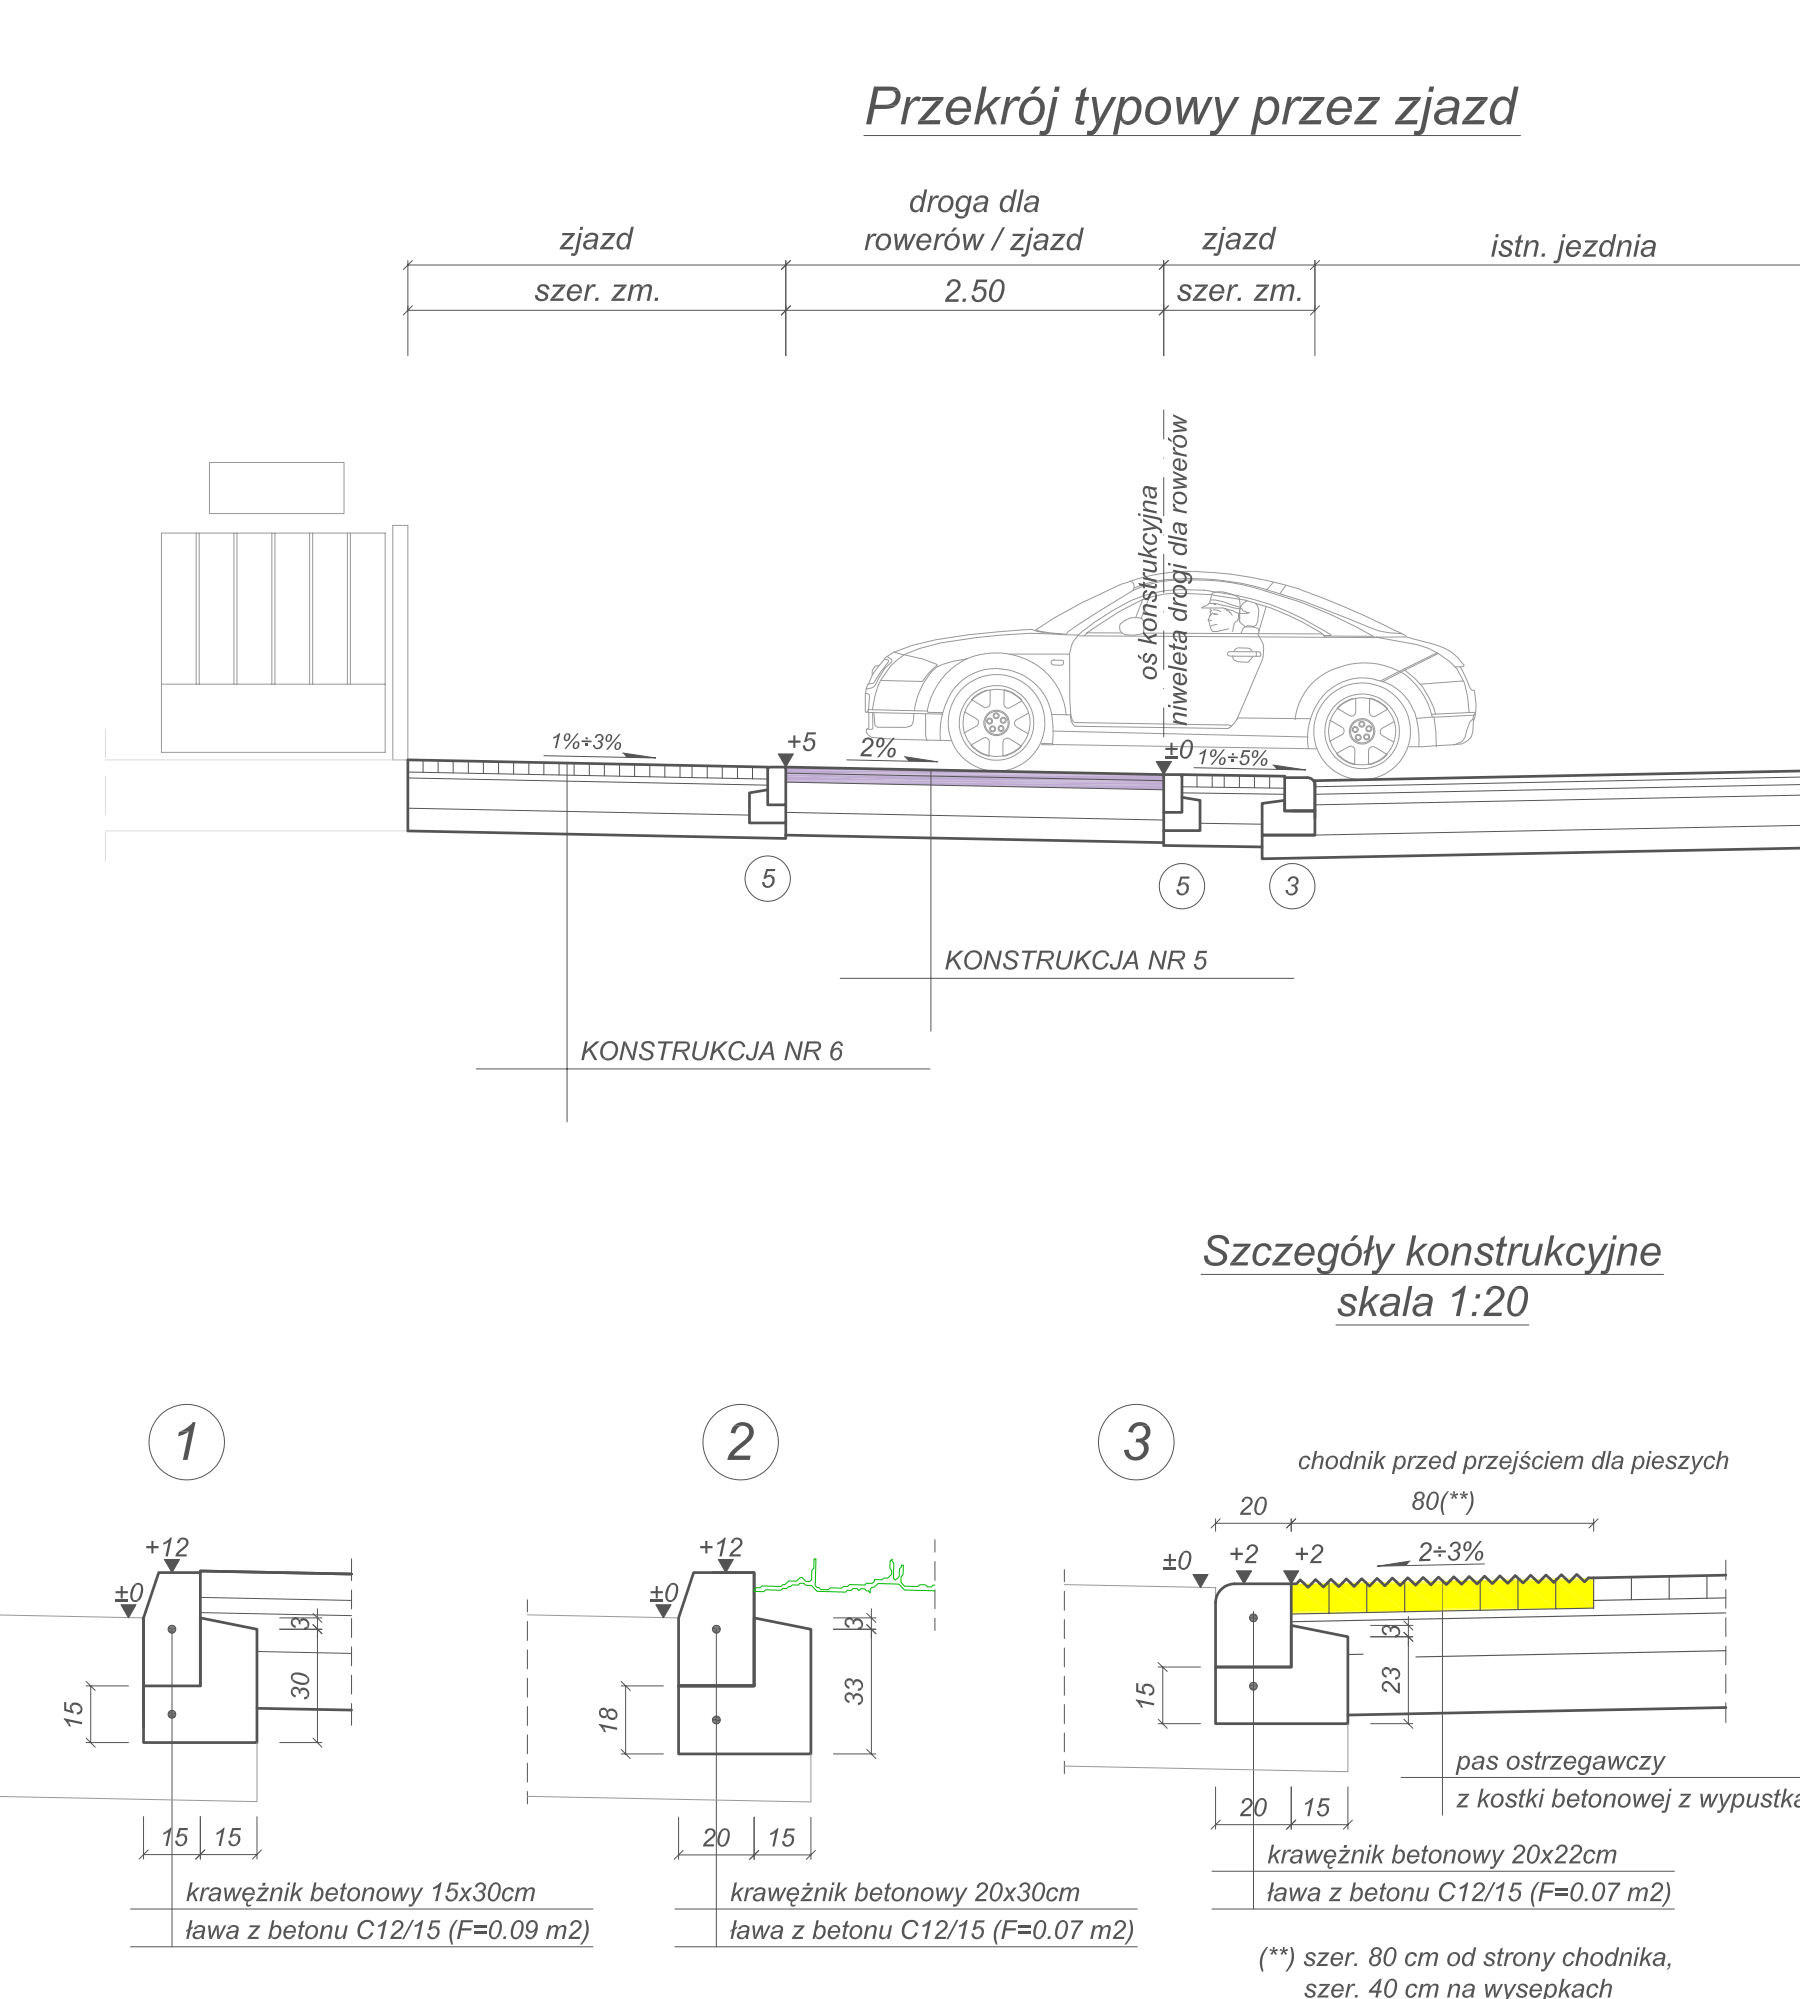 Przekrój typowy przez zjazd
droga dla
zjazd
rowerów / zjazd
zjazd
istn. jezdnia
szer. zm.
2.50
szer. zm.
oś konstrukcyjna
niweleta drogi dla rowerów
1%÷3%
+5
2%
±0
1%÷5%
5
5
3
KONSTRUKCJA NR 5
KONSTRUKCJA NR 6
Szczegóły konstrukcyjne
skala 1:20
1
+12
±0
3
30
15
15
15
krawężnik betonowy 15x30cm
ława z betonu C12/15 (F=0.09 m2)
2
+12
±0
3
33
18
20
15
krawężnik betonowy 20x30cm
ława z betonu C12/15 (F=0.07 m2)
3
chodnik przed przejściem dla pieszych
20
80(**)
±0
+2
+2
2÷3%
3
23
15
pas ostrzegawczy
z kostki betonowej z wypustka
20
15
krawężnik betonowy 20x22cm
ława z betonu C12/15 (F=0.07 m2)
(**) szer. 80 cm od strony chodnika,
szer. 40 cm na wysepkach